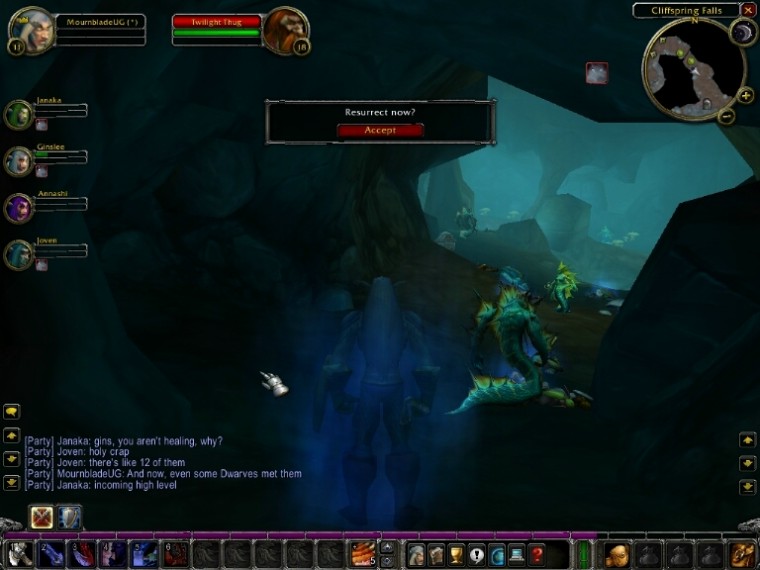 MournbladeUG (*)
Twilight Thug
18
Cliffspring Falls
N
Janaka
Ginslee
Aenashi
Joven
Resurrect now?
Accept
[Party] Janaka: gins, you aren't healing, why?
[Party] Joven: holy crap
[Party] Joven: there's like 12 of them
[Party] MournbladeUG: And now, even some Dwarves met them
[Party] Janaka: incoming high level
5